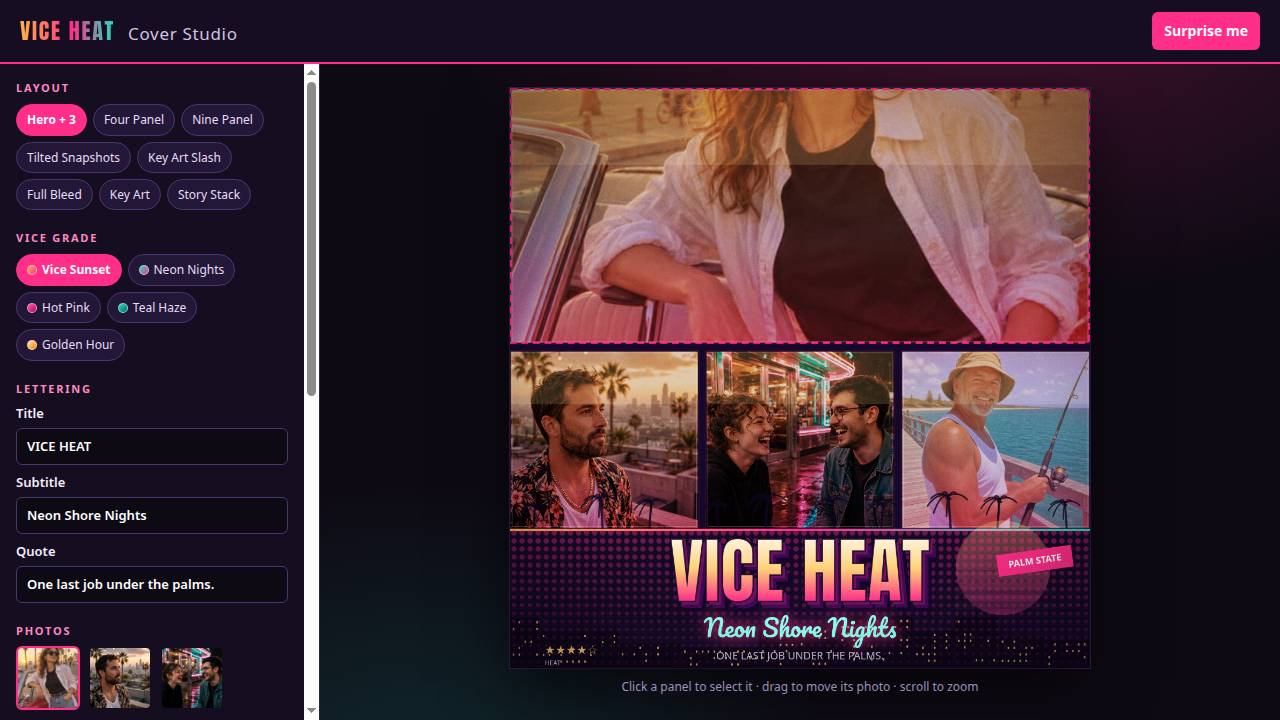 VICE HEAT Cover Studio
Surprise me
LAYOUT
Hero + 3 Four Panel Nine Panel
Tilted Snapshots Key Art Slash
Full Bleed Key Art Story Stack
VICE GRADE
Vice Sunset Neon Nights
Hot Pink Teal Haze
Golden Hour
LETTERING
Title
VICE HEAT
Subtitle
Neon Shore Nights
Quote
One last job under the palms.
PHOTOS
VICE HEAT
PALM STATE
Neon Shore Nights
ONE LAST JOB UNDER THE PALMS.
★★★★☆
HEAT
Click a panel to select it · drag to move its photo · scroll to zoom